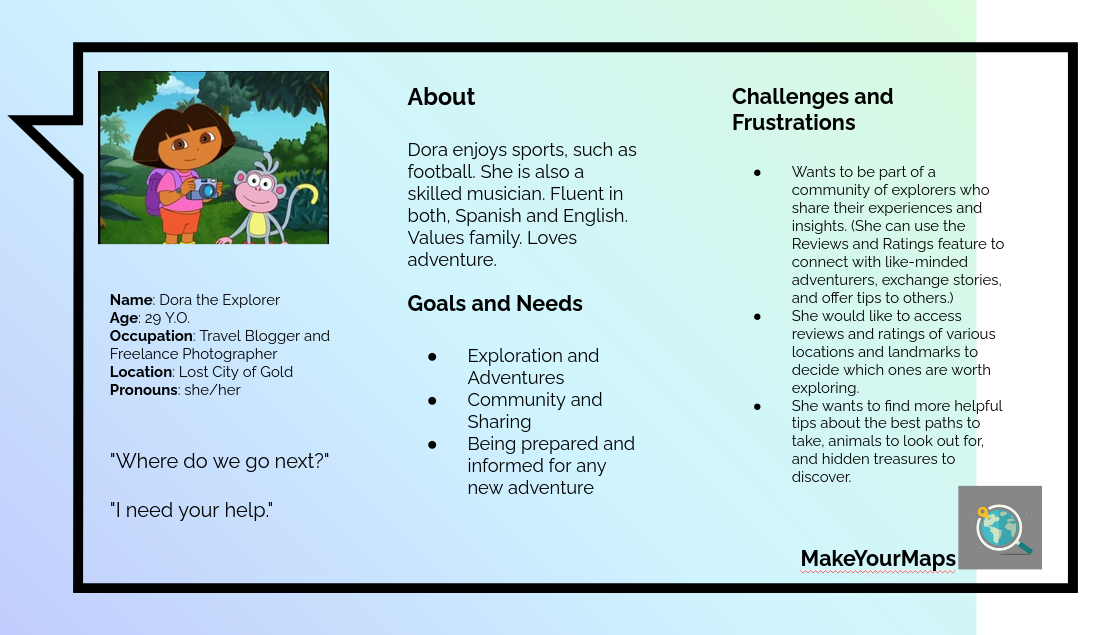 Name: Dora the Explorer
Age: 29 Y.O.
Occupation: Travel Blogger and
Freelance Photographer
Location: Lost City of Gold
Pronouns: she/her
"Where do we go next?"
"I need your help."
About
Dora enjoys sports, such as
football. She is also a
skilled musician. Fluent in
both, Spanish and English.
Values family. Loves
adventure.
Goals and Needs
● Exploration and
Adventures
● Community and
Sharing
● Being prepared and
informed for any
new adventure
Challenges and
Frustrations
● Wants to be part of a
community of explorers who
share their experiences and
insights. (She can use the
Reviews and Ratings feature to
connect with like-minded
adventurers, exchange stories,
and offer tips to others.)
● She would like to access
reviews and ratings of various
locations and landmarks to
decide which ones are worth
exploring.
● She wants to find more helpful
tips about the best paths to
take, animals to look out for,
and hidden treasures to
discover.
MakeYourMaps